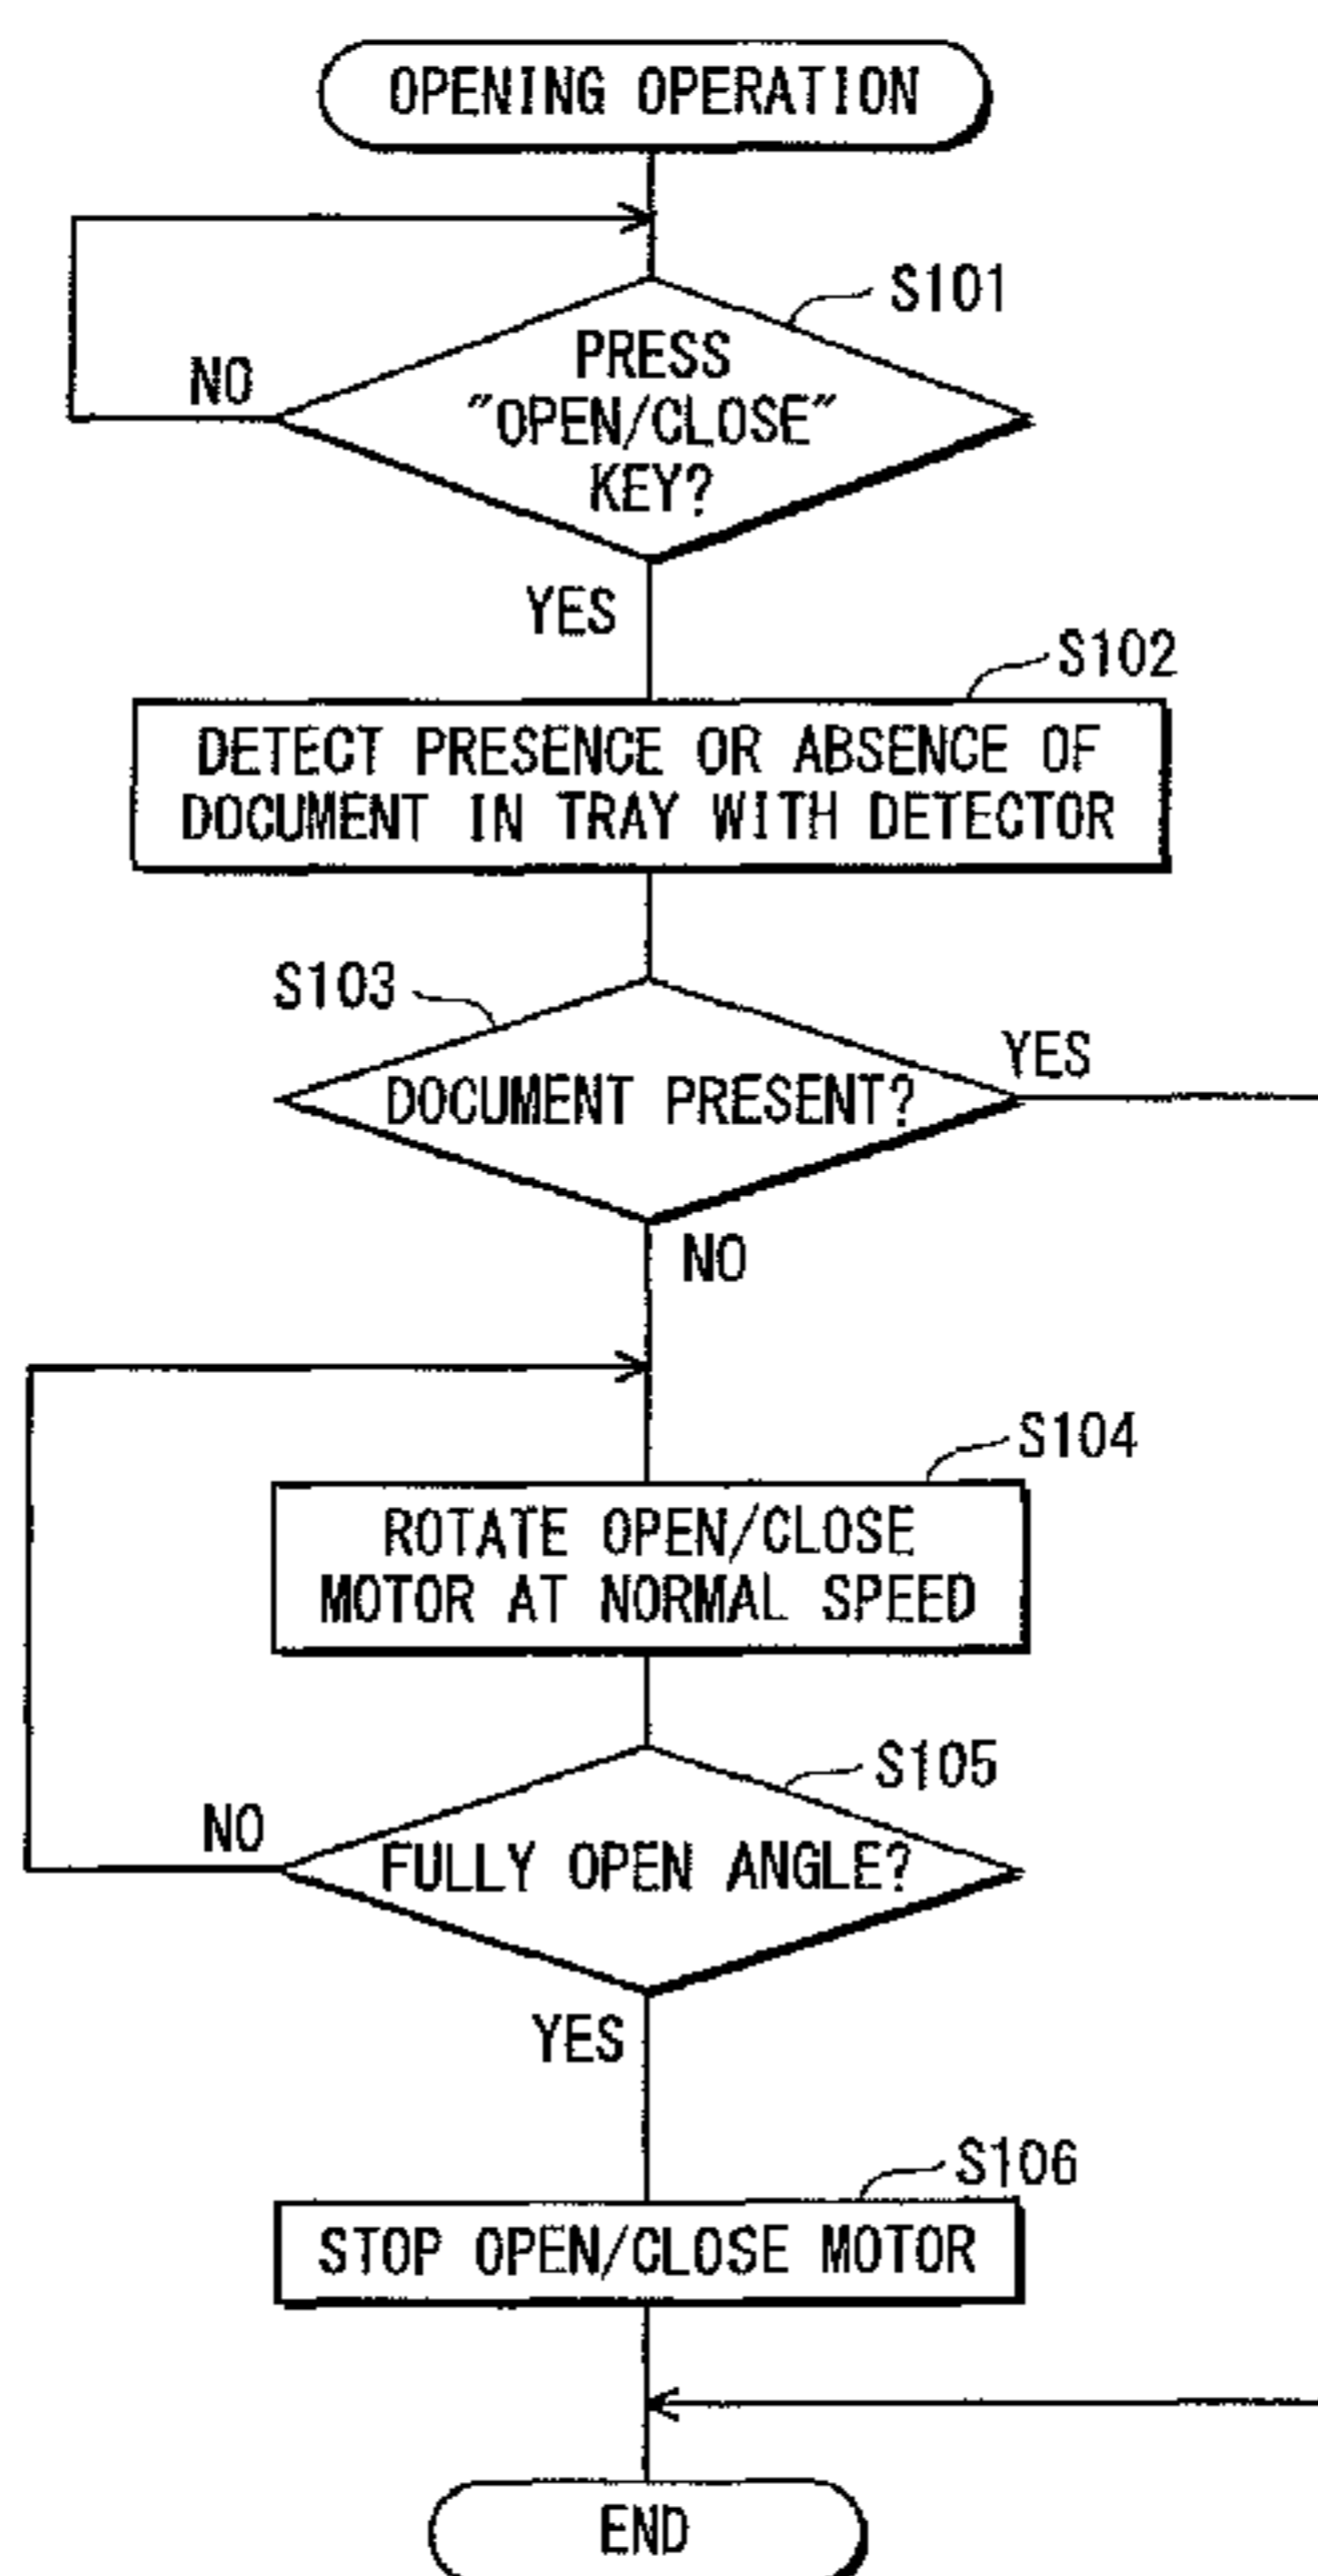 OPENING OPERATION
S101
PRESS
"OPEN/CLOSE"
KEY?
NO
YES
S102
DETECT PRESENCE OR ABSENCE OF
DOCUMENT IN TRAY WITH DETECTOR
S103
DOCUMENT PRESENT?
YES
NO
S104
ROTATE OPEN/CLOSE
MOTOR AT NORMAL SPEED
S105
FULLY OPEN ANGLE?
NO
YES
S106
STOP OPEN/CLOSE MOTOR
END